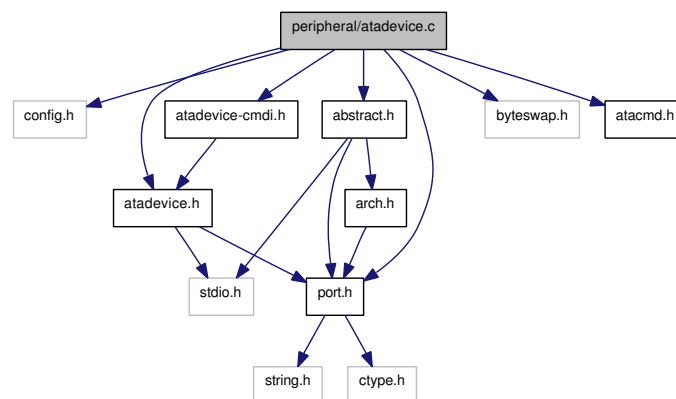 peripheral/atadevice.c
config.h
atadevice-cmdi.h
abstract.h
byteswap.h
atacmd.h
atadevice.h
arch.h
stdio.h
port.h
string.h
ctype.h